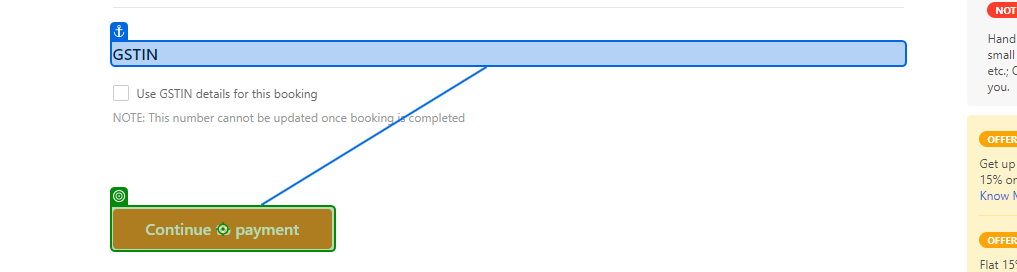 GSTIN
Use GSTIN details for this booking
NOTE: This number cannot be updated once booking is completed
Continue payment
NOT
Hand
small
etc.;
you.
OFFER
Get up
15% or
Know
OFFER
Flat 15